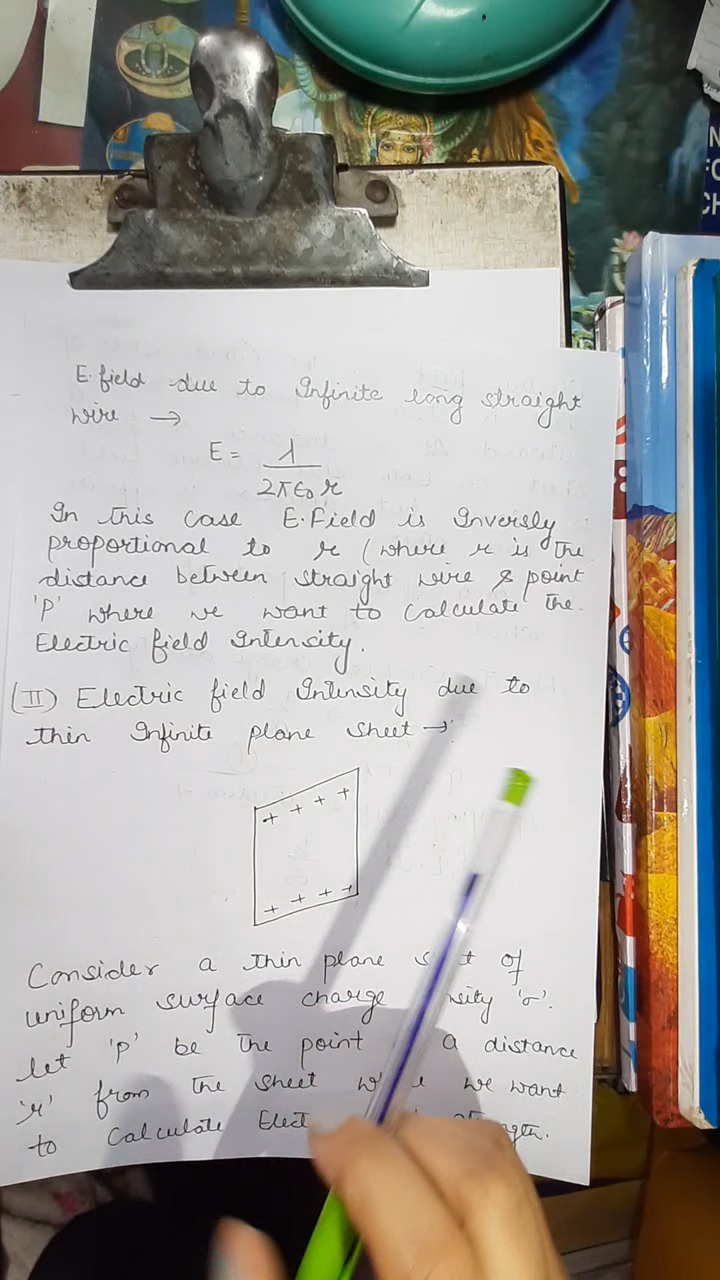 E.field due to Infinite long straight
wire →
E = λ / 2πϵ₀ r
In this case E.Field is Inversly
proportional to r (where r is the
distance between straight wire & point
'P' where we want to calculate the
Electric field Intensity.
(II) Electric field Intensity due to
thin Infinite plane sheet →
+ + + +
+ + + +
Consider a thin plane of
uniform surface charge 'σ'.
let 'P' be the point a distance
'r' from the sheet we want
to calculate